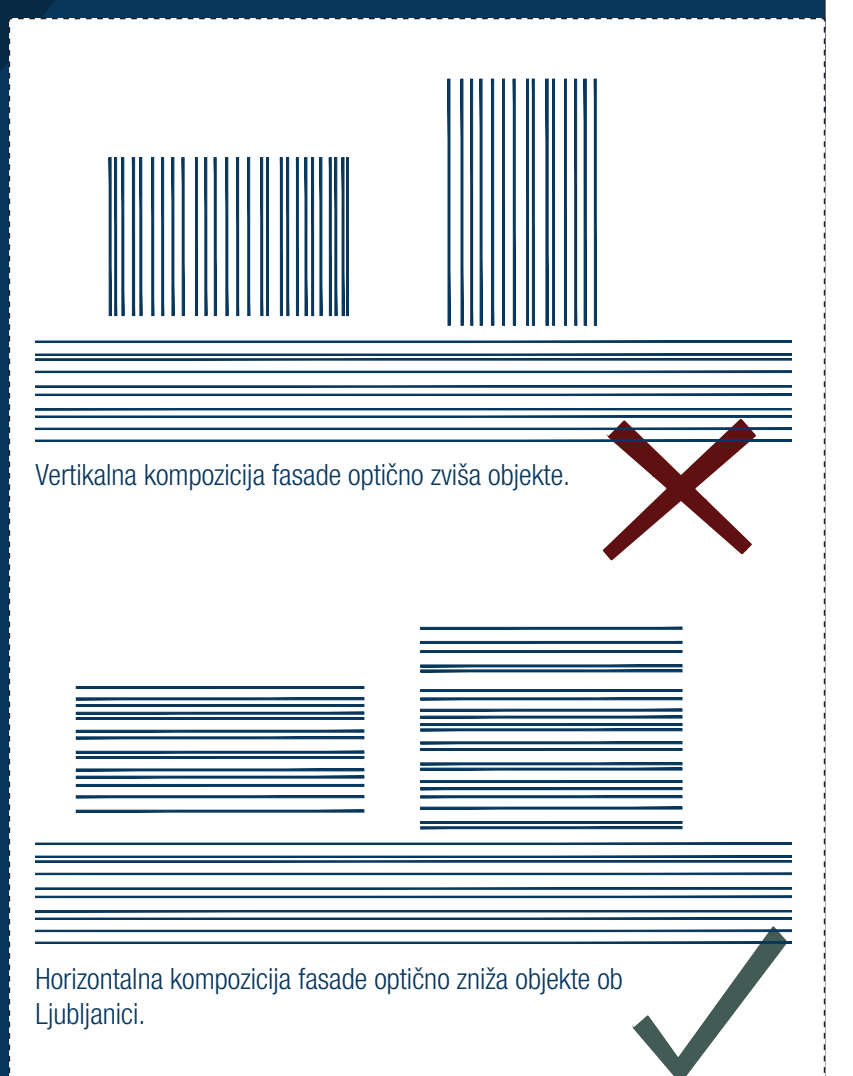 Vertikalna kompozicija fasade optično zviša objekte.
Horizontalna kompozicija fasade optično zniža objekte ob
Ljubljanici.